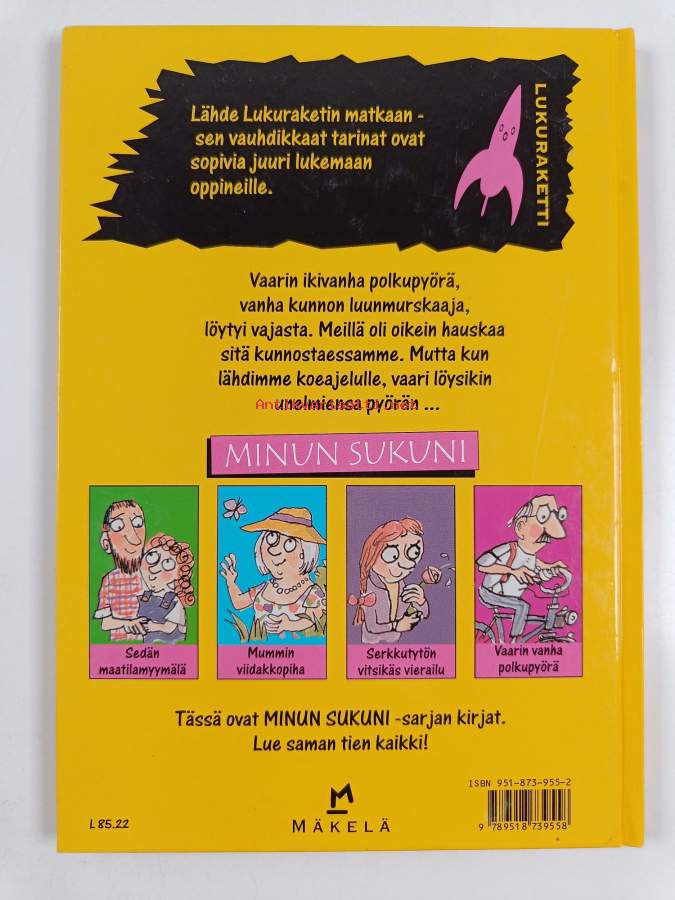 Lähde Lukuraketin matkaan -
sen vauhdikkaat tarinat ovat
sopivia juuri lukemaan
oppineille.
LUKURAKETTI
Vaarin ikivanha polkupyörä,
vanha kunnon luunmurskaaja,
löytyi vajasta. Meillä oli oikein hauskaa
sitä kunnostaessamme. Mutta kun
lähdimme koeajelulle, vaari löysikin
unelmiensa pyörän ...
MINUN SUKUNI
Sedän
maatilamyymälä
Mummin
viidakkopiha
Serkkutytön
vitsikäs vierailu
Vaarin vanha
polkupyörä
Tässä ovat MINUN SUKUNI -sarjan kirjat.
Lue saman tien kaikki!
ISBN 951-873-955-2
9 789518 739558
M
MÄKELÄ
L 85.22